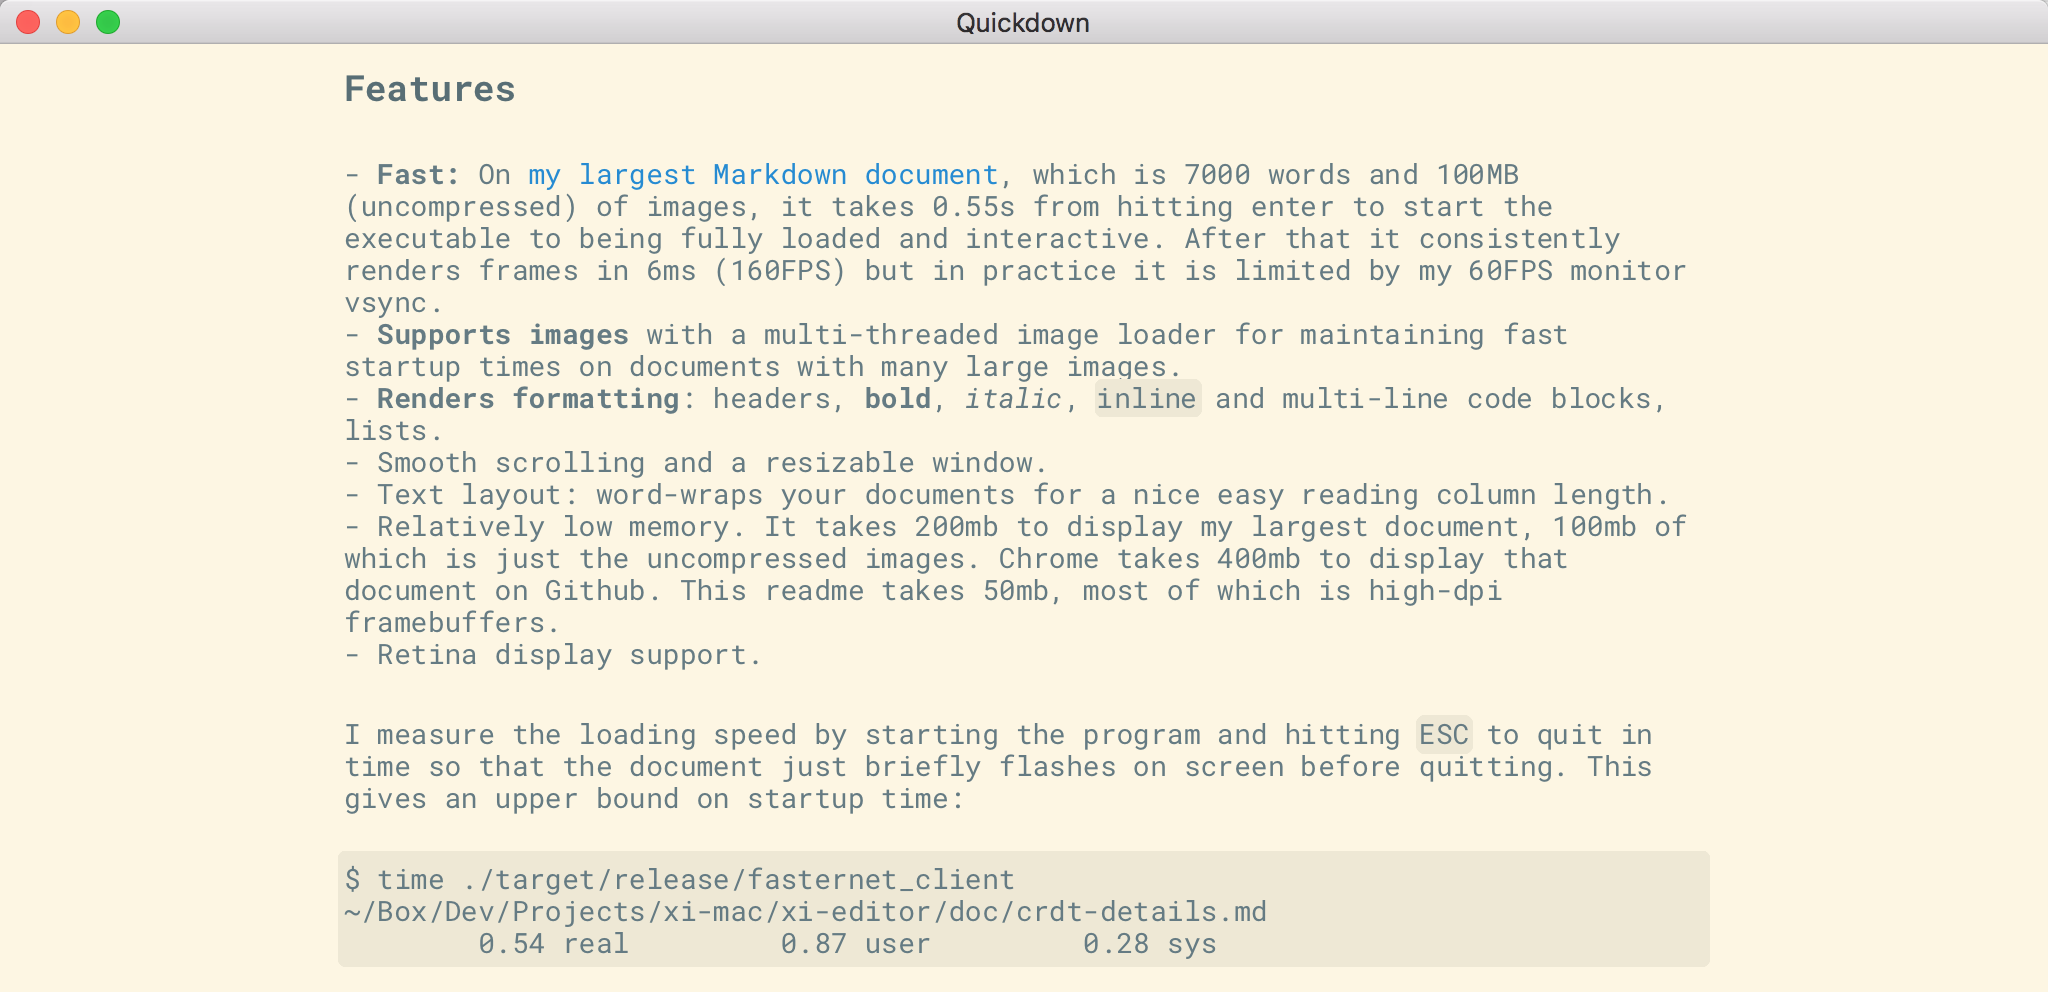 Quickdown
Features
- Fast: On my largest Markdown document, which is 7000 words and 100MB
(uncompressed) of images, it takes 0.55s from hitting enter to start the
executable to being fully loaded and interactive. After that it consistently
renders frames in 6ms (160FPS) but in practice it is limited by my 60FPS monitor
vsync.
- Supports images with a multi-threaded image loader for maintaining fast
startup times on documents with many large images.
- Renders formatting: headers, bold, italic, inline and multi-line code blocks,
lists.
- Smooth scrolling and a resizable window.
- Text layout: word-wraps your documents for a nice easy reading column length.
- Relatively low memory. It takes 200mb to display my largest document, 100mb of
which is just the uncompressed images. Chrome takes 400mb to display that
document on Github. This readme takes 50mb, most of which is high-dpi
framebuffers.
- Retina display support.
I measure the loading speed by starting the program and hitting ESC to quit in
time so that the document just briefly flashes on screen before quitting. This
gives an upper bound on startup time:
$ time ./target/release/fasternet_client
~/Box/Dev/Projects/xi-mac/xi-editor/doc/crdt-details.md
        0.54 real         0.87 user         0.28 sys